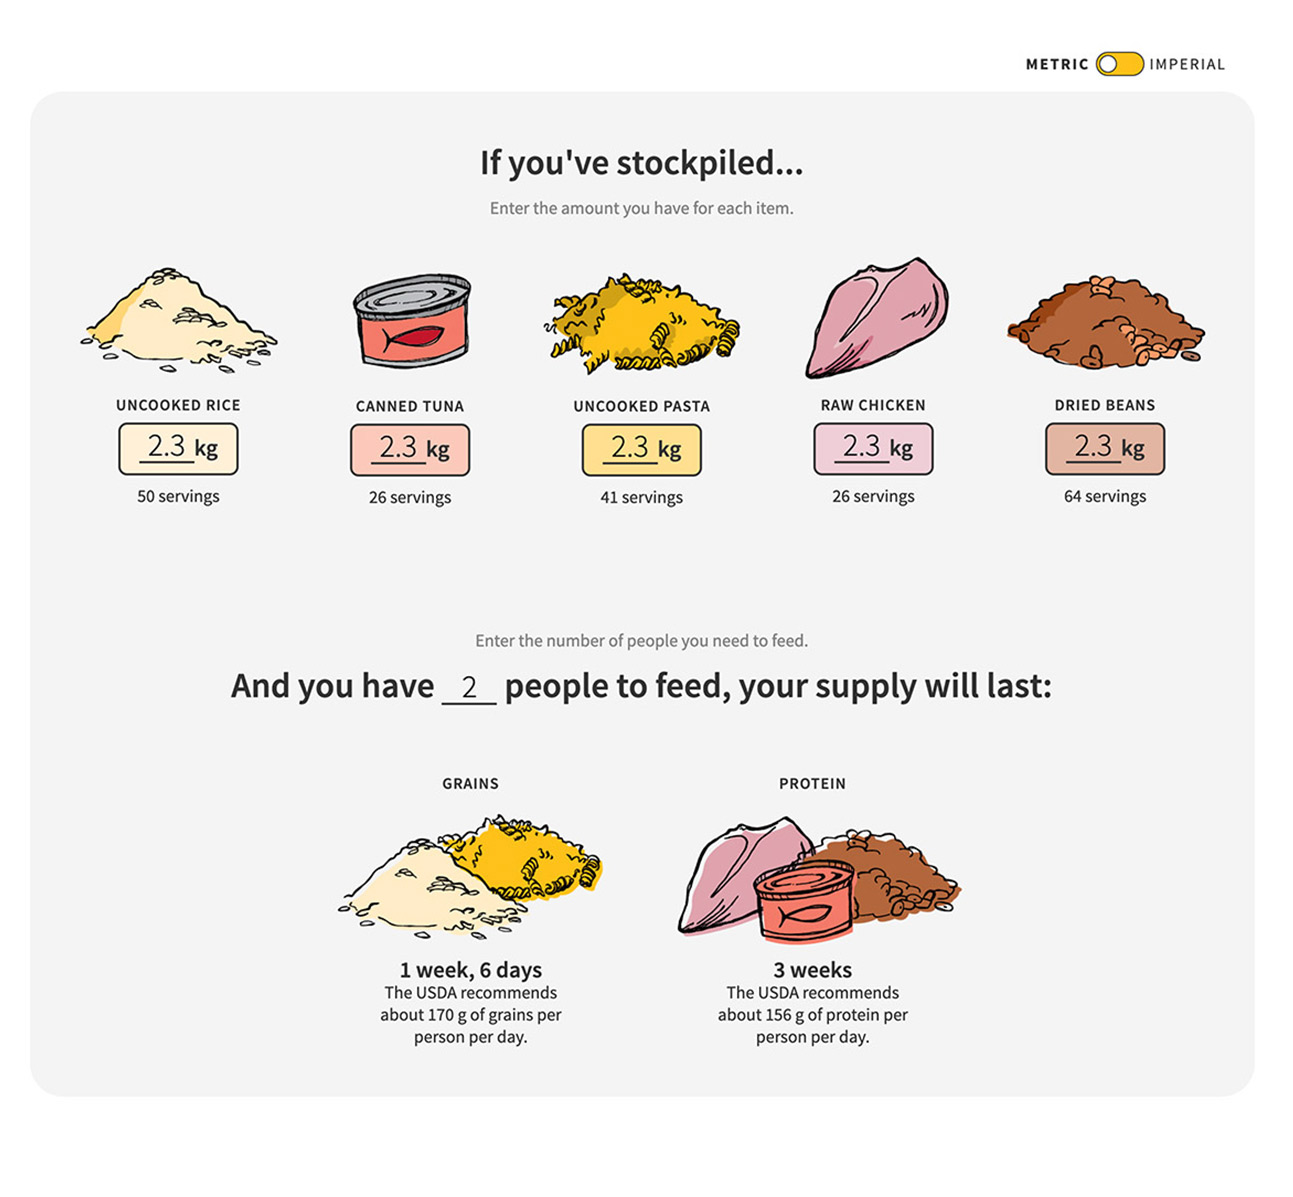 METRIC IMPERIAL
If you've stockpiled...
Enter the amount you have for each item.
UNCOOKED RICE
2.3 kg
50 servings
CANNED TUNA
2.3 kg
26 servings
UNCOOKED PASTA
2.3 kg
41 servings
RAW CHICKEN
2.3 kg
26 servings
DRIED BEANS
2.3 kg
64 servings
Enter the number of people you need to feed.
And you have 2 people to feed, your supply will last:
GRAINS
1 week, 6 days
The USDA recommends
about 170 g of grains per
person per day.
PROTEIN
3 weeks
The USDA recommends
about 156 g of protein per
person per day.